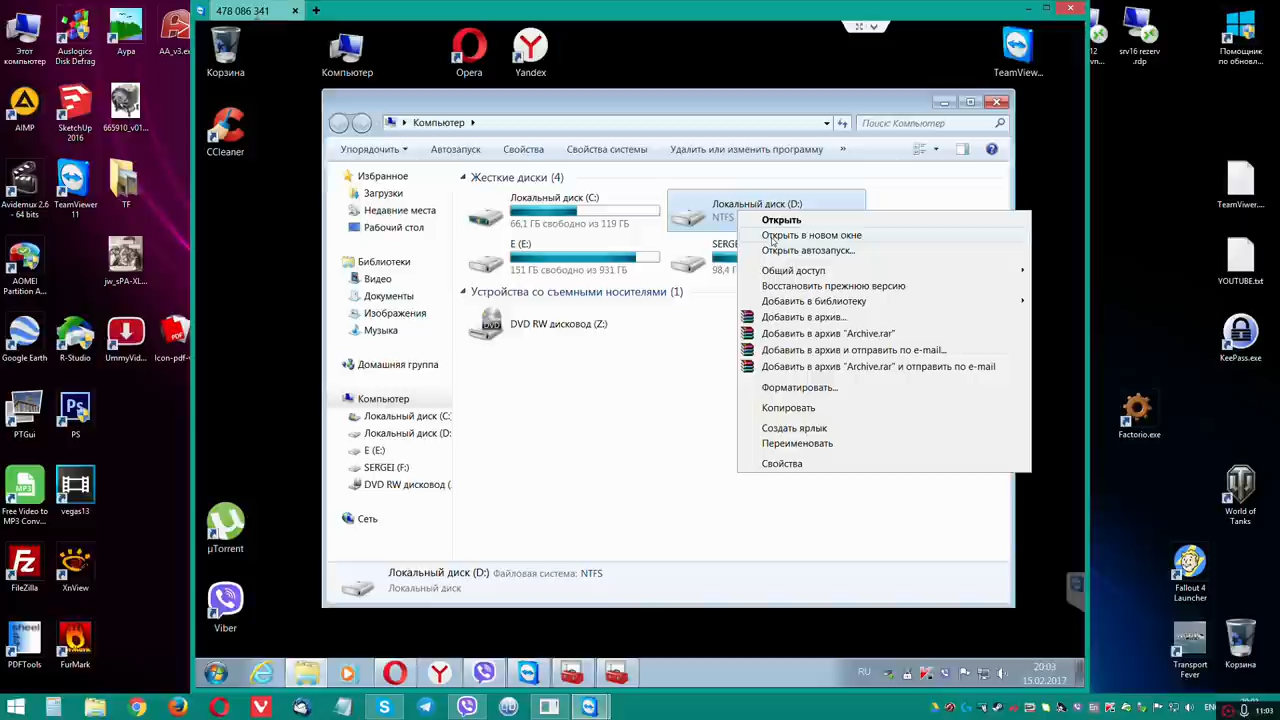 478 086 341
Этот
компьютер
Auslogics
Disk Defrag
Аура
AA_v3.e
AIMP
SketchUp
2016
665910_v01...
Avidemux 2.6
- 64 bits
TeamViewer
11
TF
AOMEI
Partition A...
jw_sPA-XL...
Google Earth
R-Studio
UmmyVid...
Icon-pdf-v
PTGui
PS
Free Video to
MP3 Conv...
vegas13
FileZilla
XnView
PDFTools
FurMark
Корзина
Компьютер
Opera
Yandex
TeamView...
CCleaner
µTorrent
Viber
Компьютер
Поиск: Компьютер
Упорядочить
Автозапуск
Свойства
Свойства системы
Удалить или изменить программу
»
Избранное
Загрузки
Недавние места
Рабочий стол
Библиотеки
Видео
Документы
Изображения
Музыка
Домашняя группа
Компьютер
Локальный диск (C:
Локальный диск (D:
E (E:)
SERGEI (F:)
DVD RW дисковод (
Сеть
Жесткие диски (4)
Локальный диск (C:)
66,1 ГБ свободно из 119 ГБ
Локальный диск (D:)
NTFS
E (E:)
151 ГБ свободно из 931 ГБ
SERGE
98,4 Г
Устройства со съемными носителями (1)
DVD RW дисковод (Z:)
Открыть
Открыть в новом окне
Открыть автозапуск...
Общий доступ
Восстановить прежнюю версию
Добавить в библиотеку
Добавить в архив...
Добавить в архив "Archive.rar"
Добавить в архив и отправить по e-mail...
Добавить в архив "Archive.rar" и отправить по e-mail
Форматировать...
Копировать
Создать ярлык
Переименовать
Свойства
Локальный диск (D:) Файловая система: NTFS
Локальный диск
RU
20:03
15.02.2017
srv16 rezerv
.rdp
Помощник
по обновл...
TeamViwer...
YOUTUBE.txt
KeePass.exe
Factorio.exe
World of
Tanks
Fallout 4
Launcher
Transport
Fever
Корзина
11:03